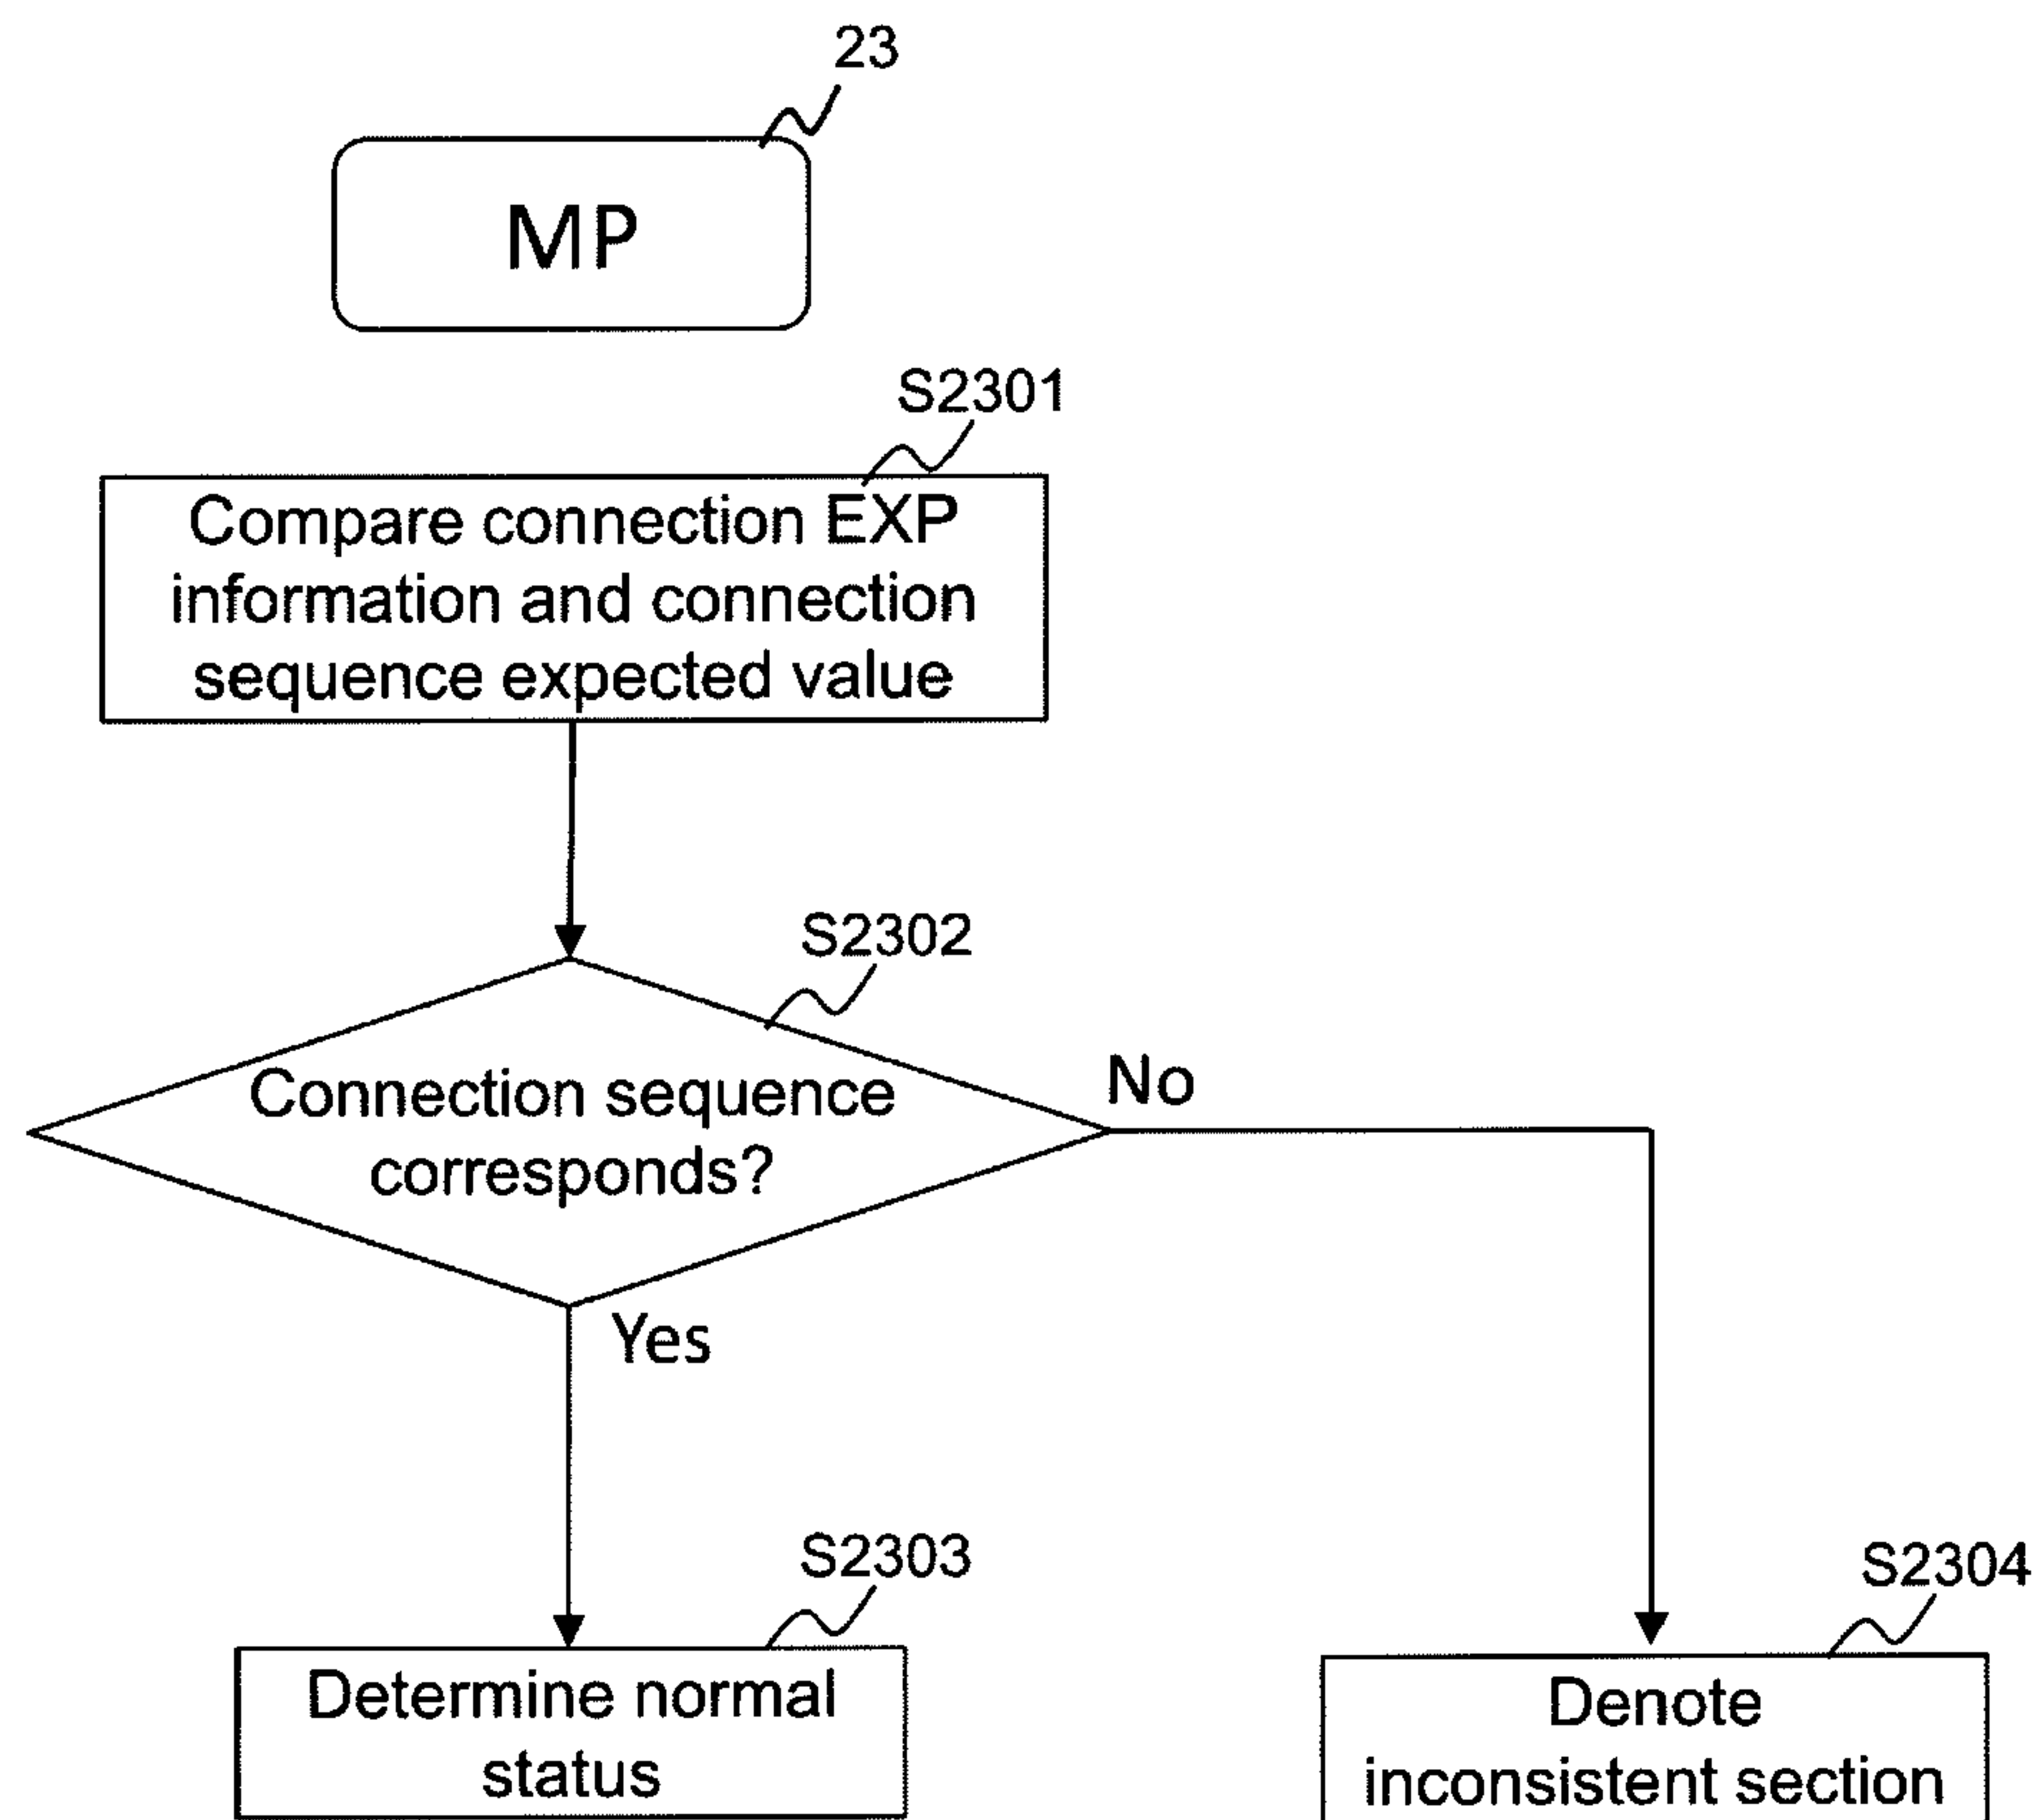 23
MP
S2301
Compare connection EXP
information and connection
sequence expected value
S2302
Connection sequence
corresponds?
No
Yes
S2303
Determine normal
status
S2304
Denote
inconsistent section